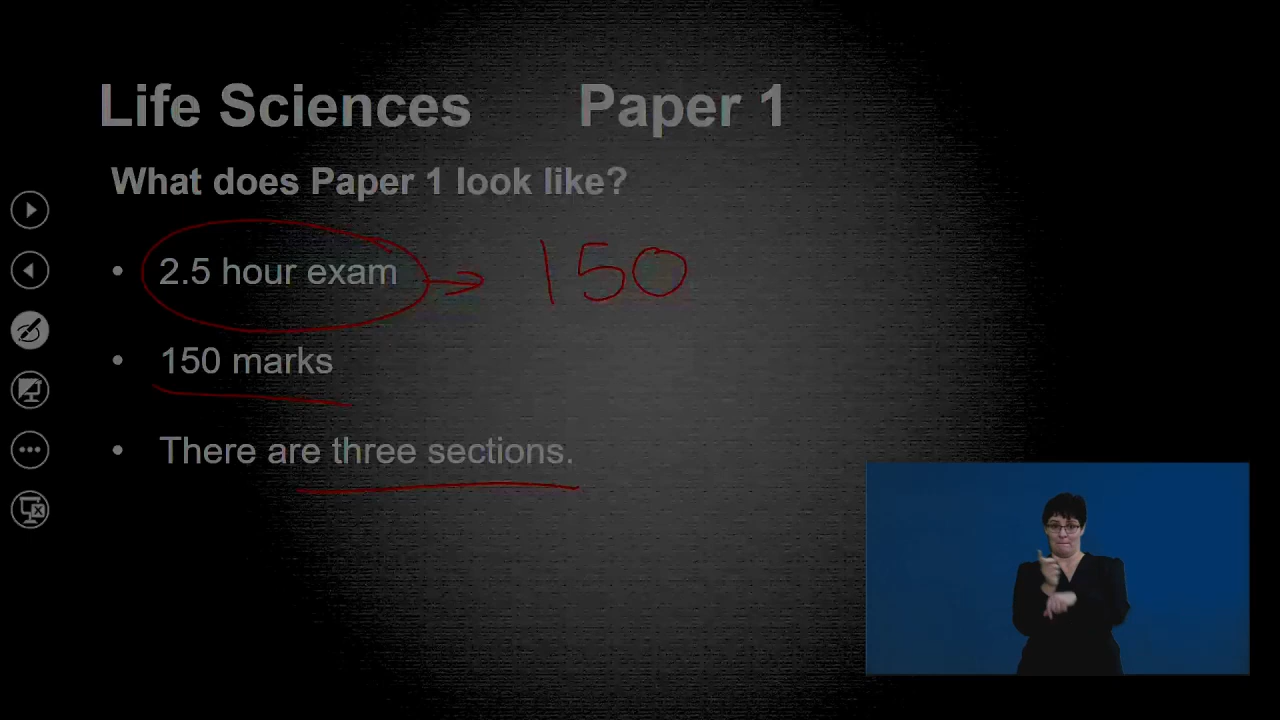 Life Sciences Paper 1
What does Paper 1 look like?
• 2.5 hour exam → 150
• 150 marks
• There are three sections.